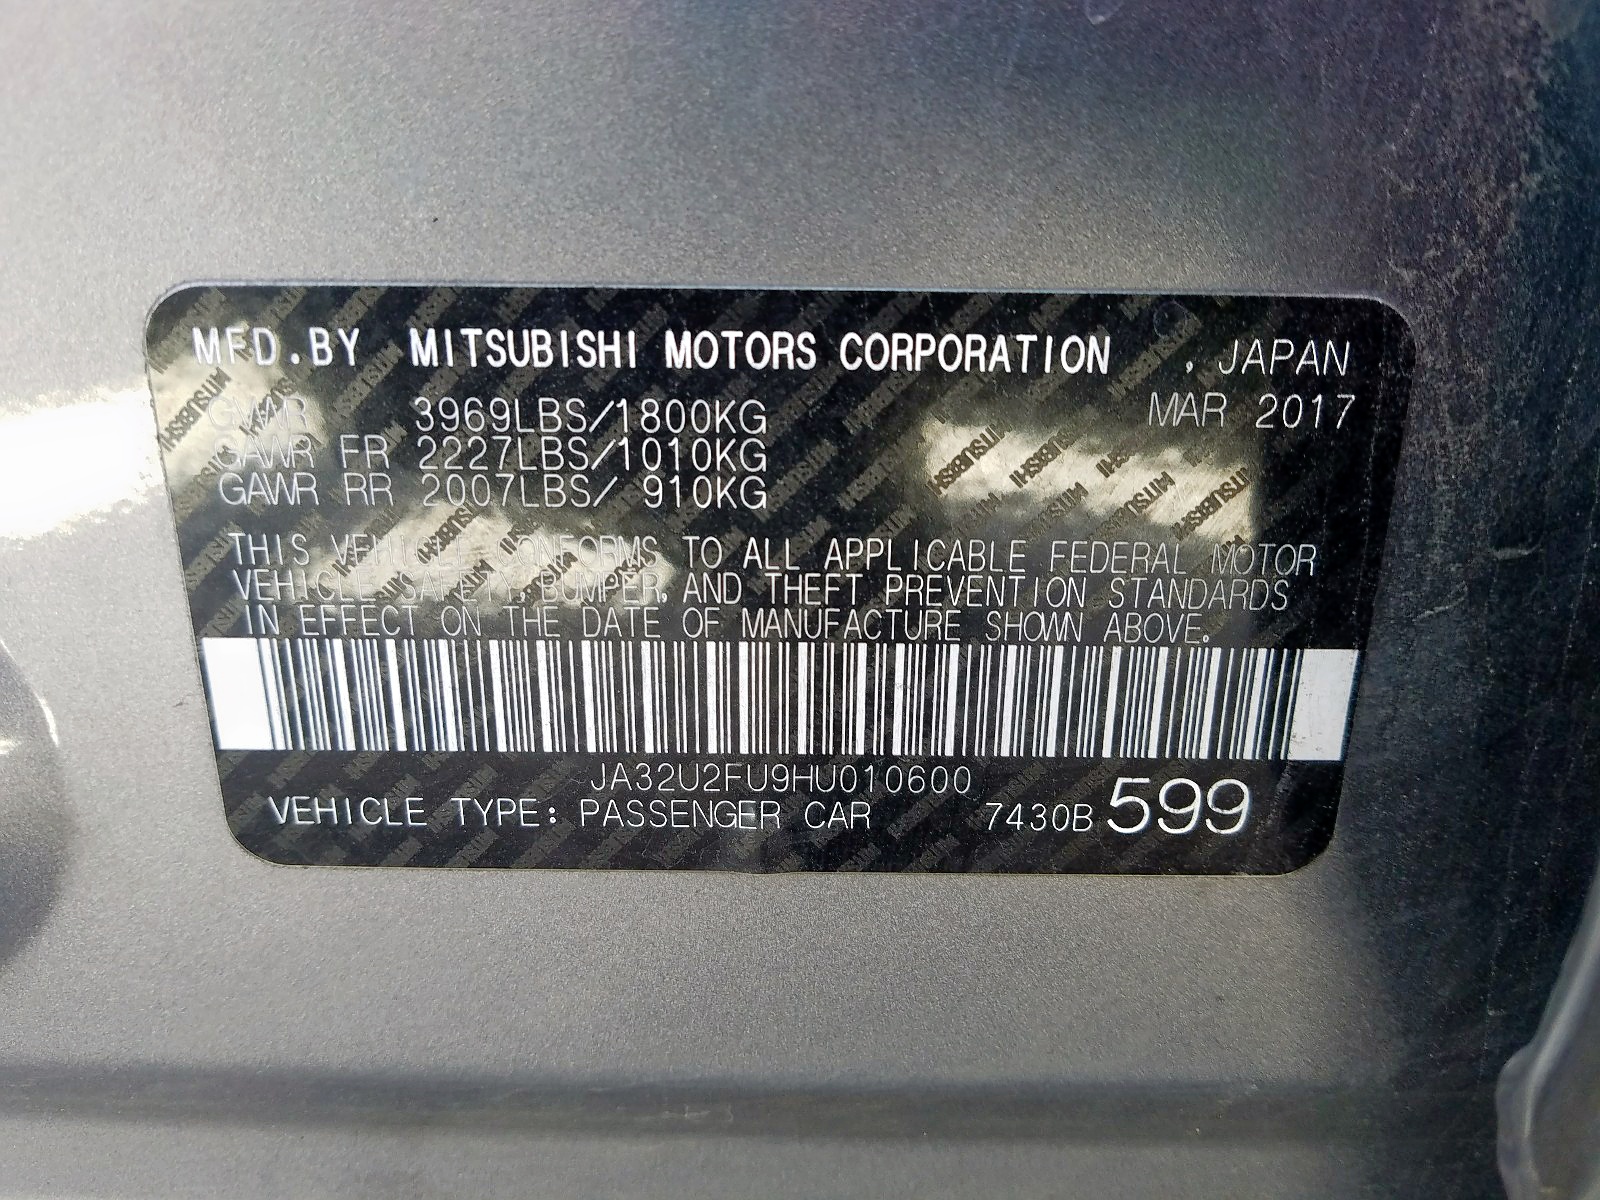 MFD.BY MITSUBISHI MOTORS CORPORATION , JAPAN
MAR 2017
GVWR 3969LBS/1800KG
GAWR FR 2227LBS/1010KG
GAWR RR 2007LBS/ 910KG
THIS VEHICLE CONFORMS TO ALL APPLICABLE FEDERAL MOTOR
VEHICLE SAFETY, BUMPER, AND THEFT PREVENTION STANDARDS
IN EFFECT ON THE DATE OF MANUFACTURE SHOWN ABOVE.
JA32U2FU9HU010600
VEHICLE TYPE: PASSENGER CAR 7430B 599